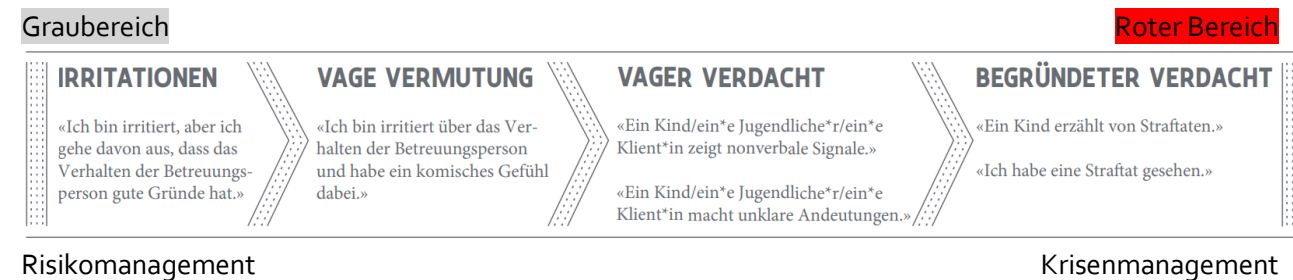 Graubereich
Roter Bereich
IRRITATIONEN
«Ich bin irritiert, aber ich
gehe davon aus, dass das
Verhalten der Betreuungs-
person gute Gründe hat.»
VAGE VERMUTUNG
«Ich bin irritiert über das Ver-
halten der Betreuungsperson
und habe ein komisches Gefühl
dabei.»
VAGER VERDACHT
«Ein Kind/ein*e Jugendliche*r/ein*e
Klient*in zeigt nonverbale Signale.»
«Ein Kind/ein*e Jugendliche*r/ein*e
Klient*in macht unklare Andeutungen.»
BEGRÜNDETER VERDACHT
«Ein Kind erzählt von Straftaten.»
«Ich habe eine Straftat gesehen.»
Risikomanagement
Krisenmanagement